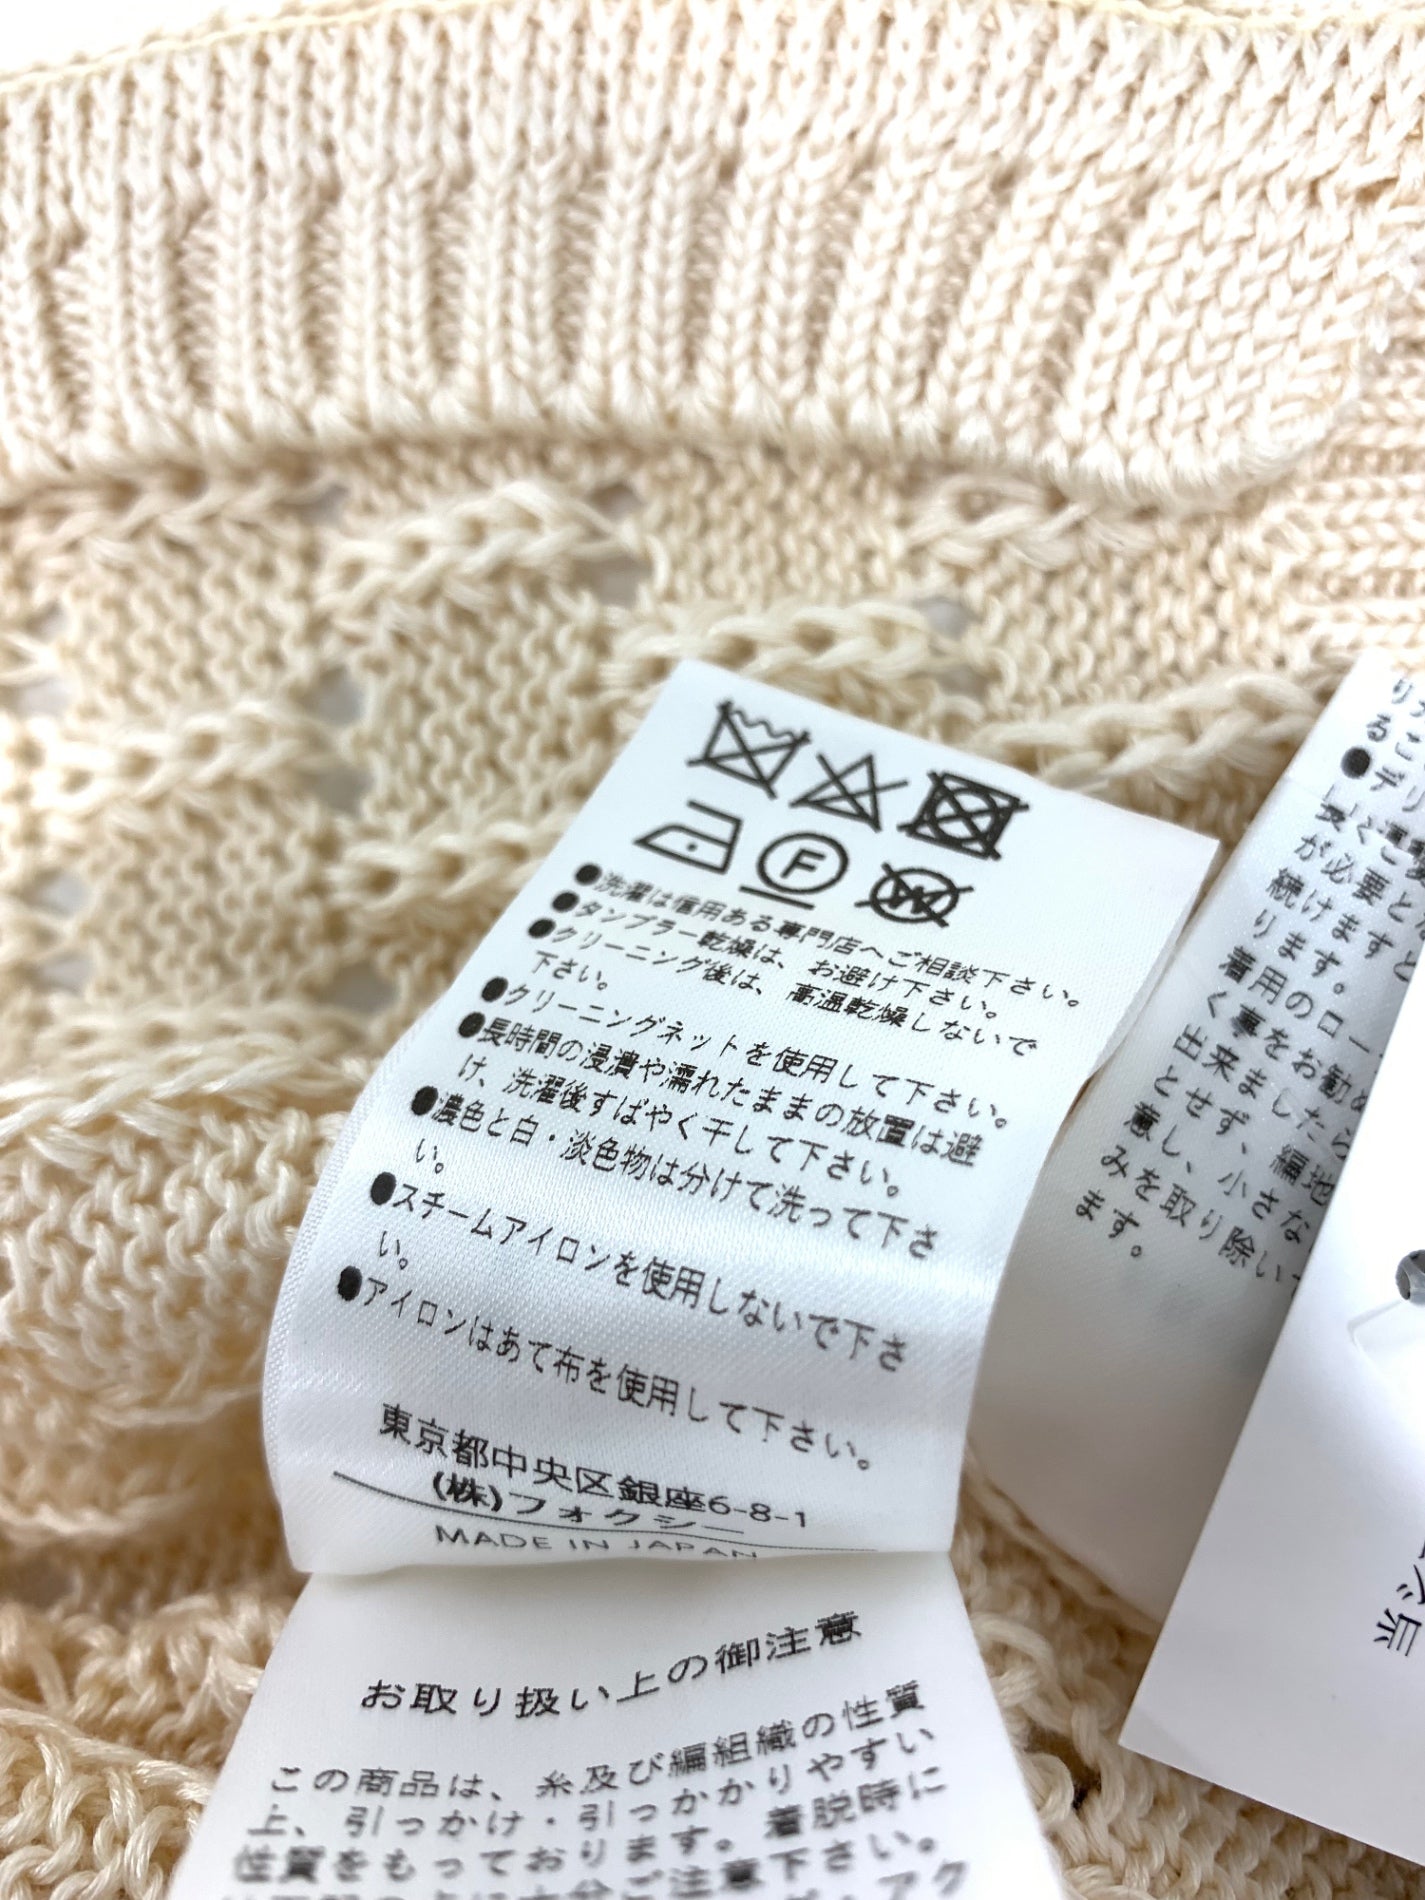 F
W
●洗濯は信用ある専門店へご相談下さい。
●タンブラー乾燥は、お避け下さい。
●クリーニング後は、高温乾燥しないで
下さい。
●クリーニングネットを使用して下さい。
●長時間の浸漬や濡れたままの放置は避
け、洗濯後すばやく干して下さい。
●濃色と白・淡色物は分けて洗って下さ
い。
●スチームアイロンを使用しないで下さ
い。
●アイロンはあて布を使用して下さい。
東京都中央区銀座6-8-1
(株)フォクシー
MADE IN JAPAN
お取り扱い上の御注意
この商品は、糸及び編組織の性質
上、引っかけ・引っかかりやすい
性質をもっております。着脱時に
は
る
●デリ
が必要と
続けますと
ります。
着用のロー
く事をお勧め
出来ましたら
とせず、編地
意し、小さな
みを取り除い
ます。